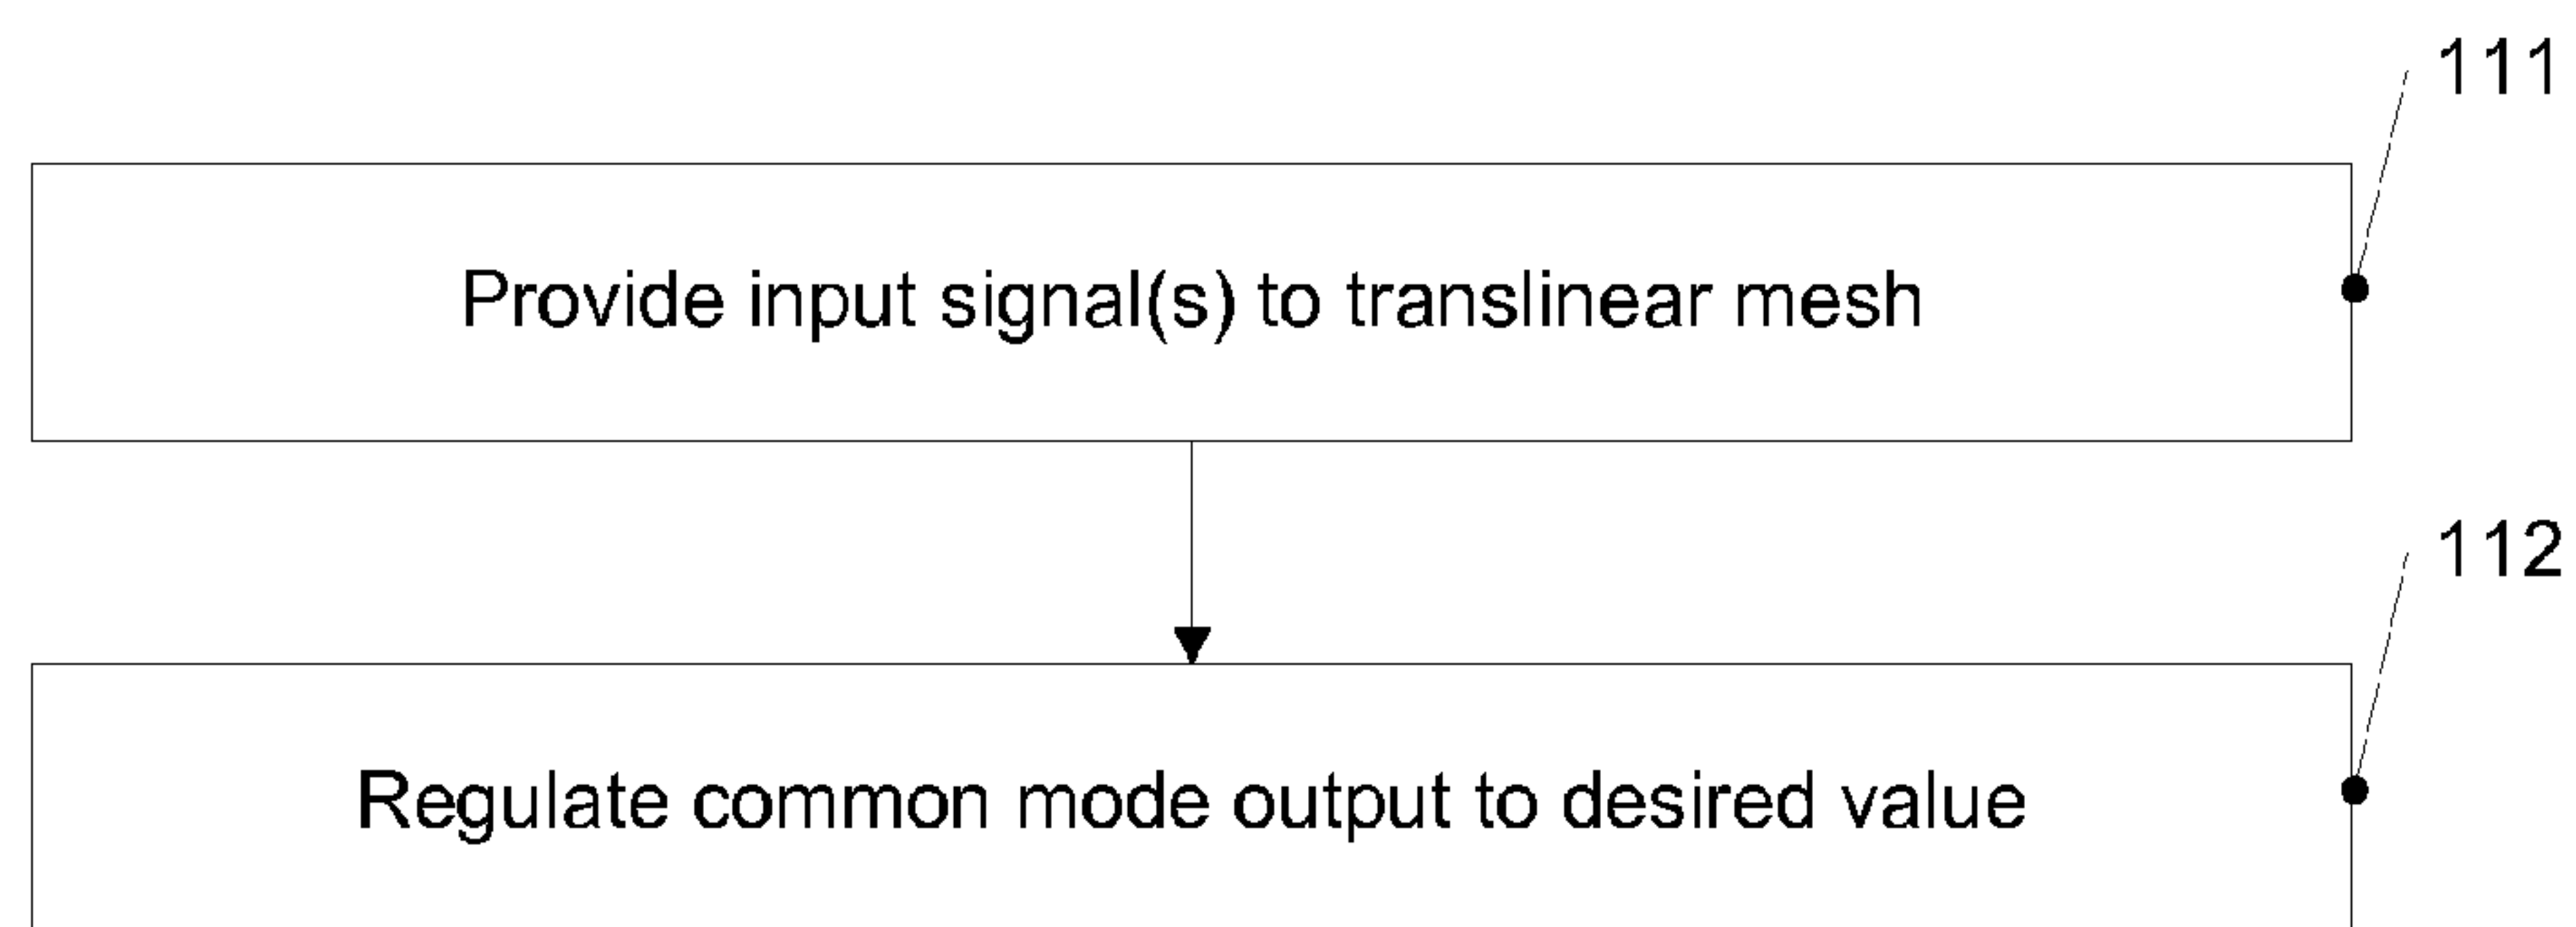 111
Provide input signal(s) to translinear mesh
112
Regulate common mode output to desired value